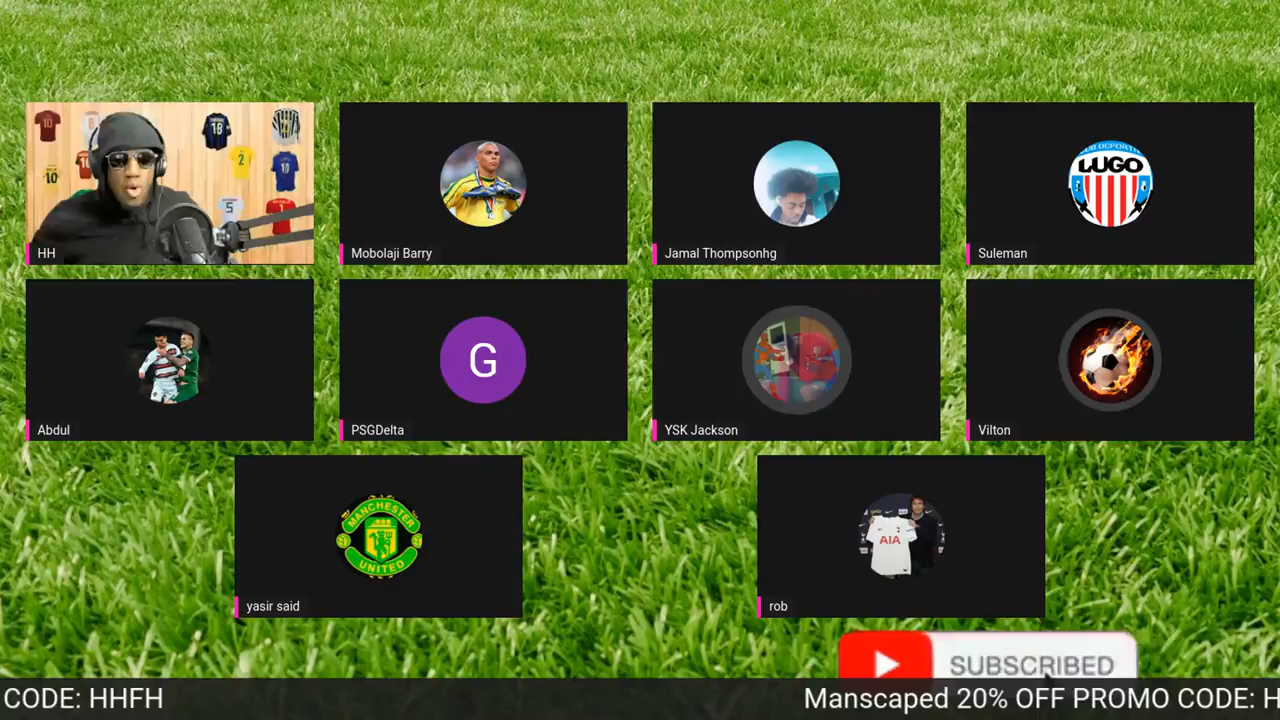 HH
Mobolaji Barry
Jamal Thompsonhg
LUGO
Suleman
Abdul
G
PSGDelta
YSK Jackson
Vilton
MANCHESTER
UNITED
yasir said
AIA
rob
SUBSCRIBED
CODE: HHFH
Manscaped 20% OFF PROMO CODE: H